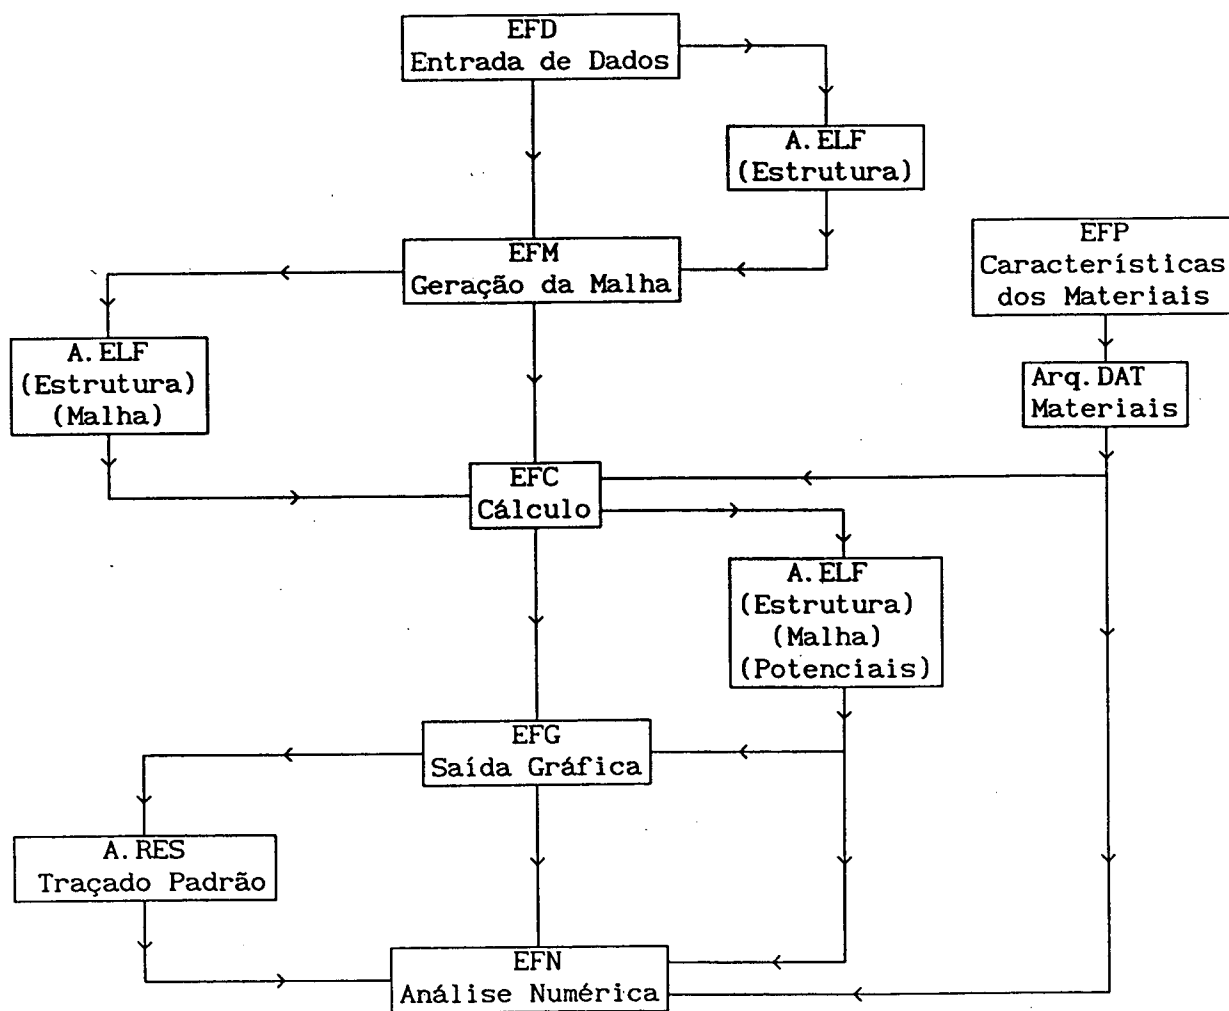 EFD
Entrada de Dados
A.ELF
(Estrutura)
EFP
Característísticas
dos Materiais
EFM
Geração da Malha
A.ELF
(Estrutura)
(Malha)
Arq.DAT
Materiais
EFC
Cálculo
A.ELF
(Estrutura)
(Malha)
(Potenciais)
EFG
Saída Gráfica
A.RES
Traçado Padrão
EFN
Análise Numérica